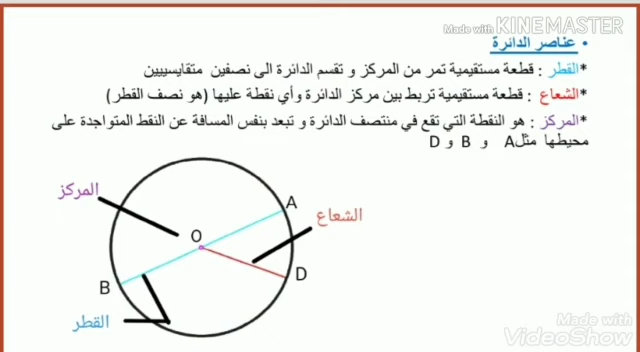 Made with KINEMASTER
• عناصر الدائرة
*القطر : قطعة مستقيمية تمر من المركز و تقسم الدائرة الى نصفين متقايسييين
*الشعاع : قطعة مستقيمية تربط بين مركز الدائرة وأي نقطة عليها (هو نصف القطر)
*المركز : هو النقطة التي تقع في منتصف الدائرة و تبعد بنفس المسافة عن النقط المتواجدة على
محيطها مثلA و B و D
المركز
A
الشعاع
O
D
B
القطر
Made with
VideoShow